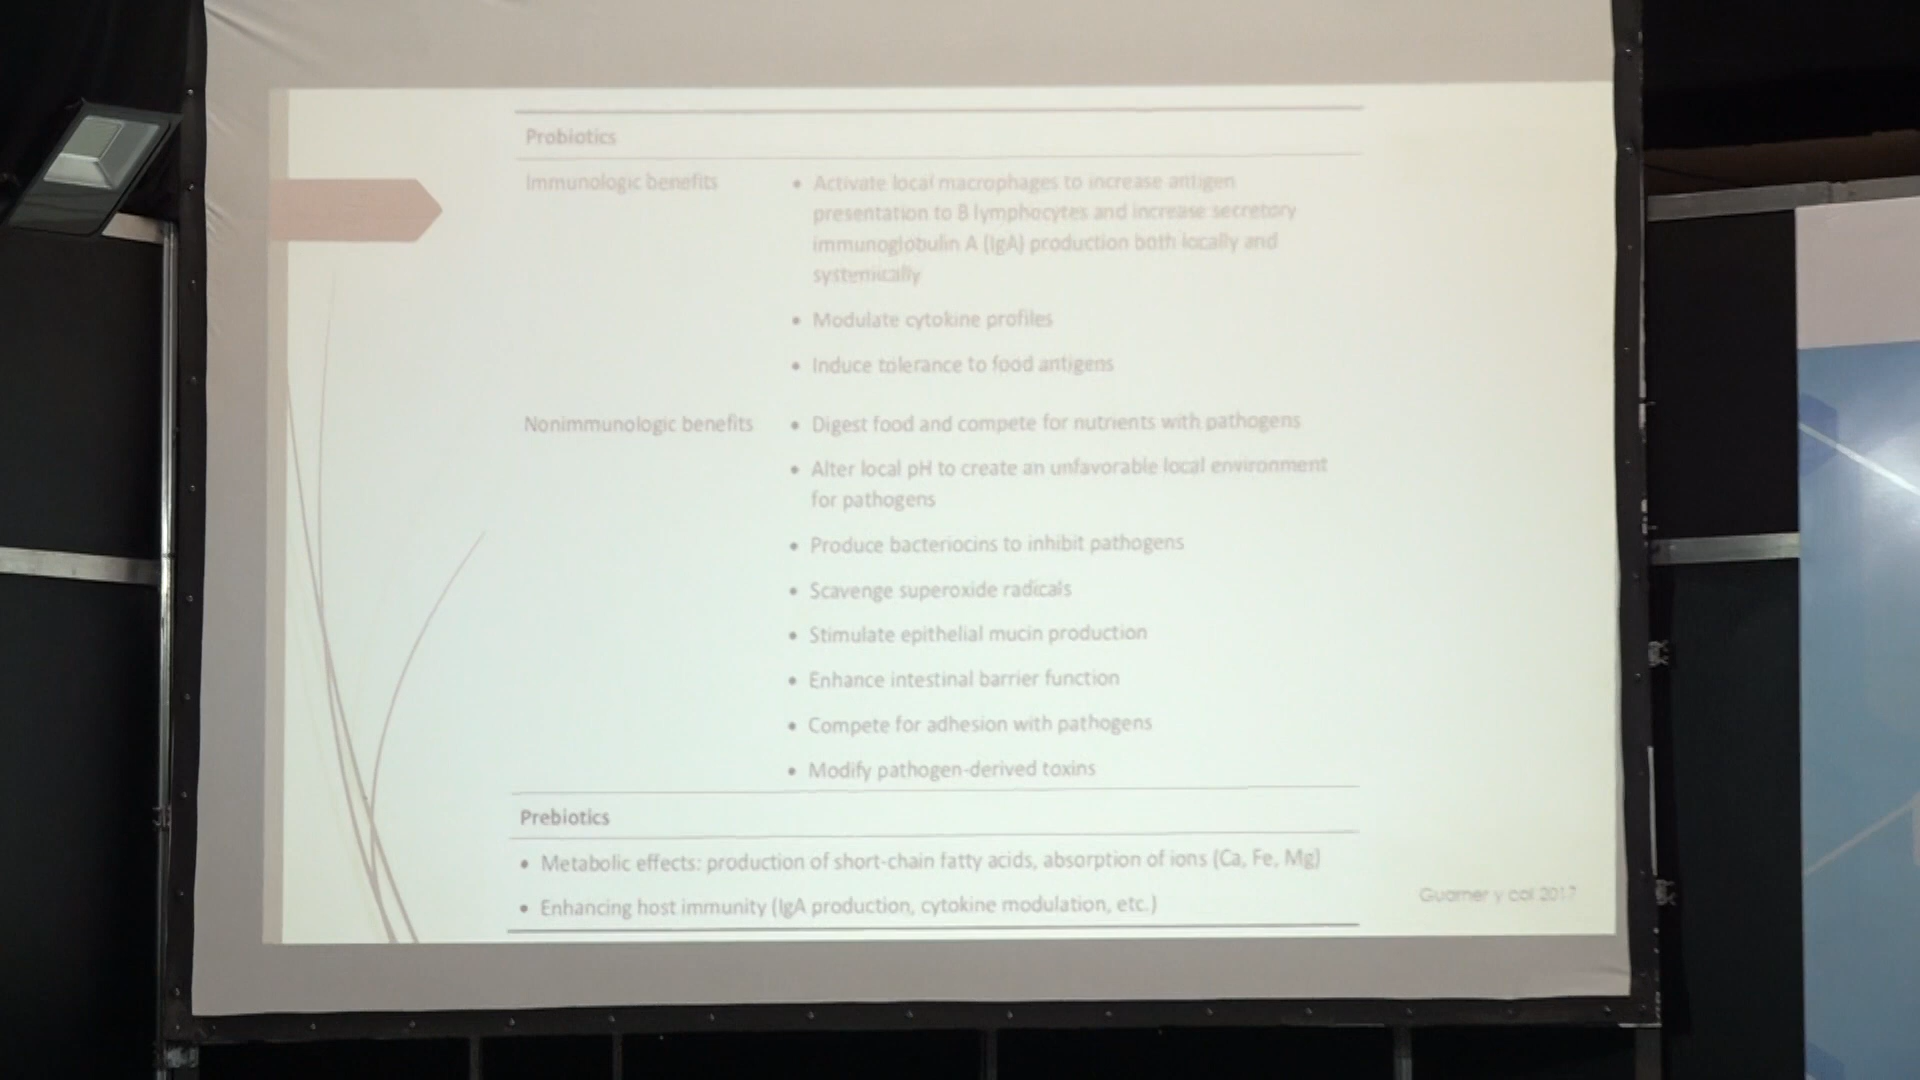 Probiotics
Immunologic benefits
• Activate local macrophages to increase antigen
presentation to B lymphocytes and increase secretory
immunoglobulin A (IgA) production both locally and
systemically
• Modulate cytokine profiles
• Induce tolerance to food antigens
Nonimmunologic benefits
• Digest food and compete for nutrients with pathogens
• Alter local pH to create an unfavorable local environment
for pathogens
• Produce bacteriocins to inhibit pathogens
• Scavenge superoxide radicals
• Stimulate epithelial mucin production
• Enhance intestinal barrier function
• Compete for adhesion with pathogens
• Modify pathogen-derived toxins
Prebiotics
• Metabolic effects: production of short-chain fatty acids, absorption of ions (Ca, Fe, Mg)
• Enhancing host immunity (IgA production, cytokine modulation, etc.)
Guarner y col 2017